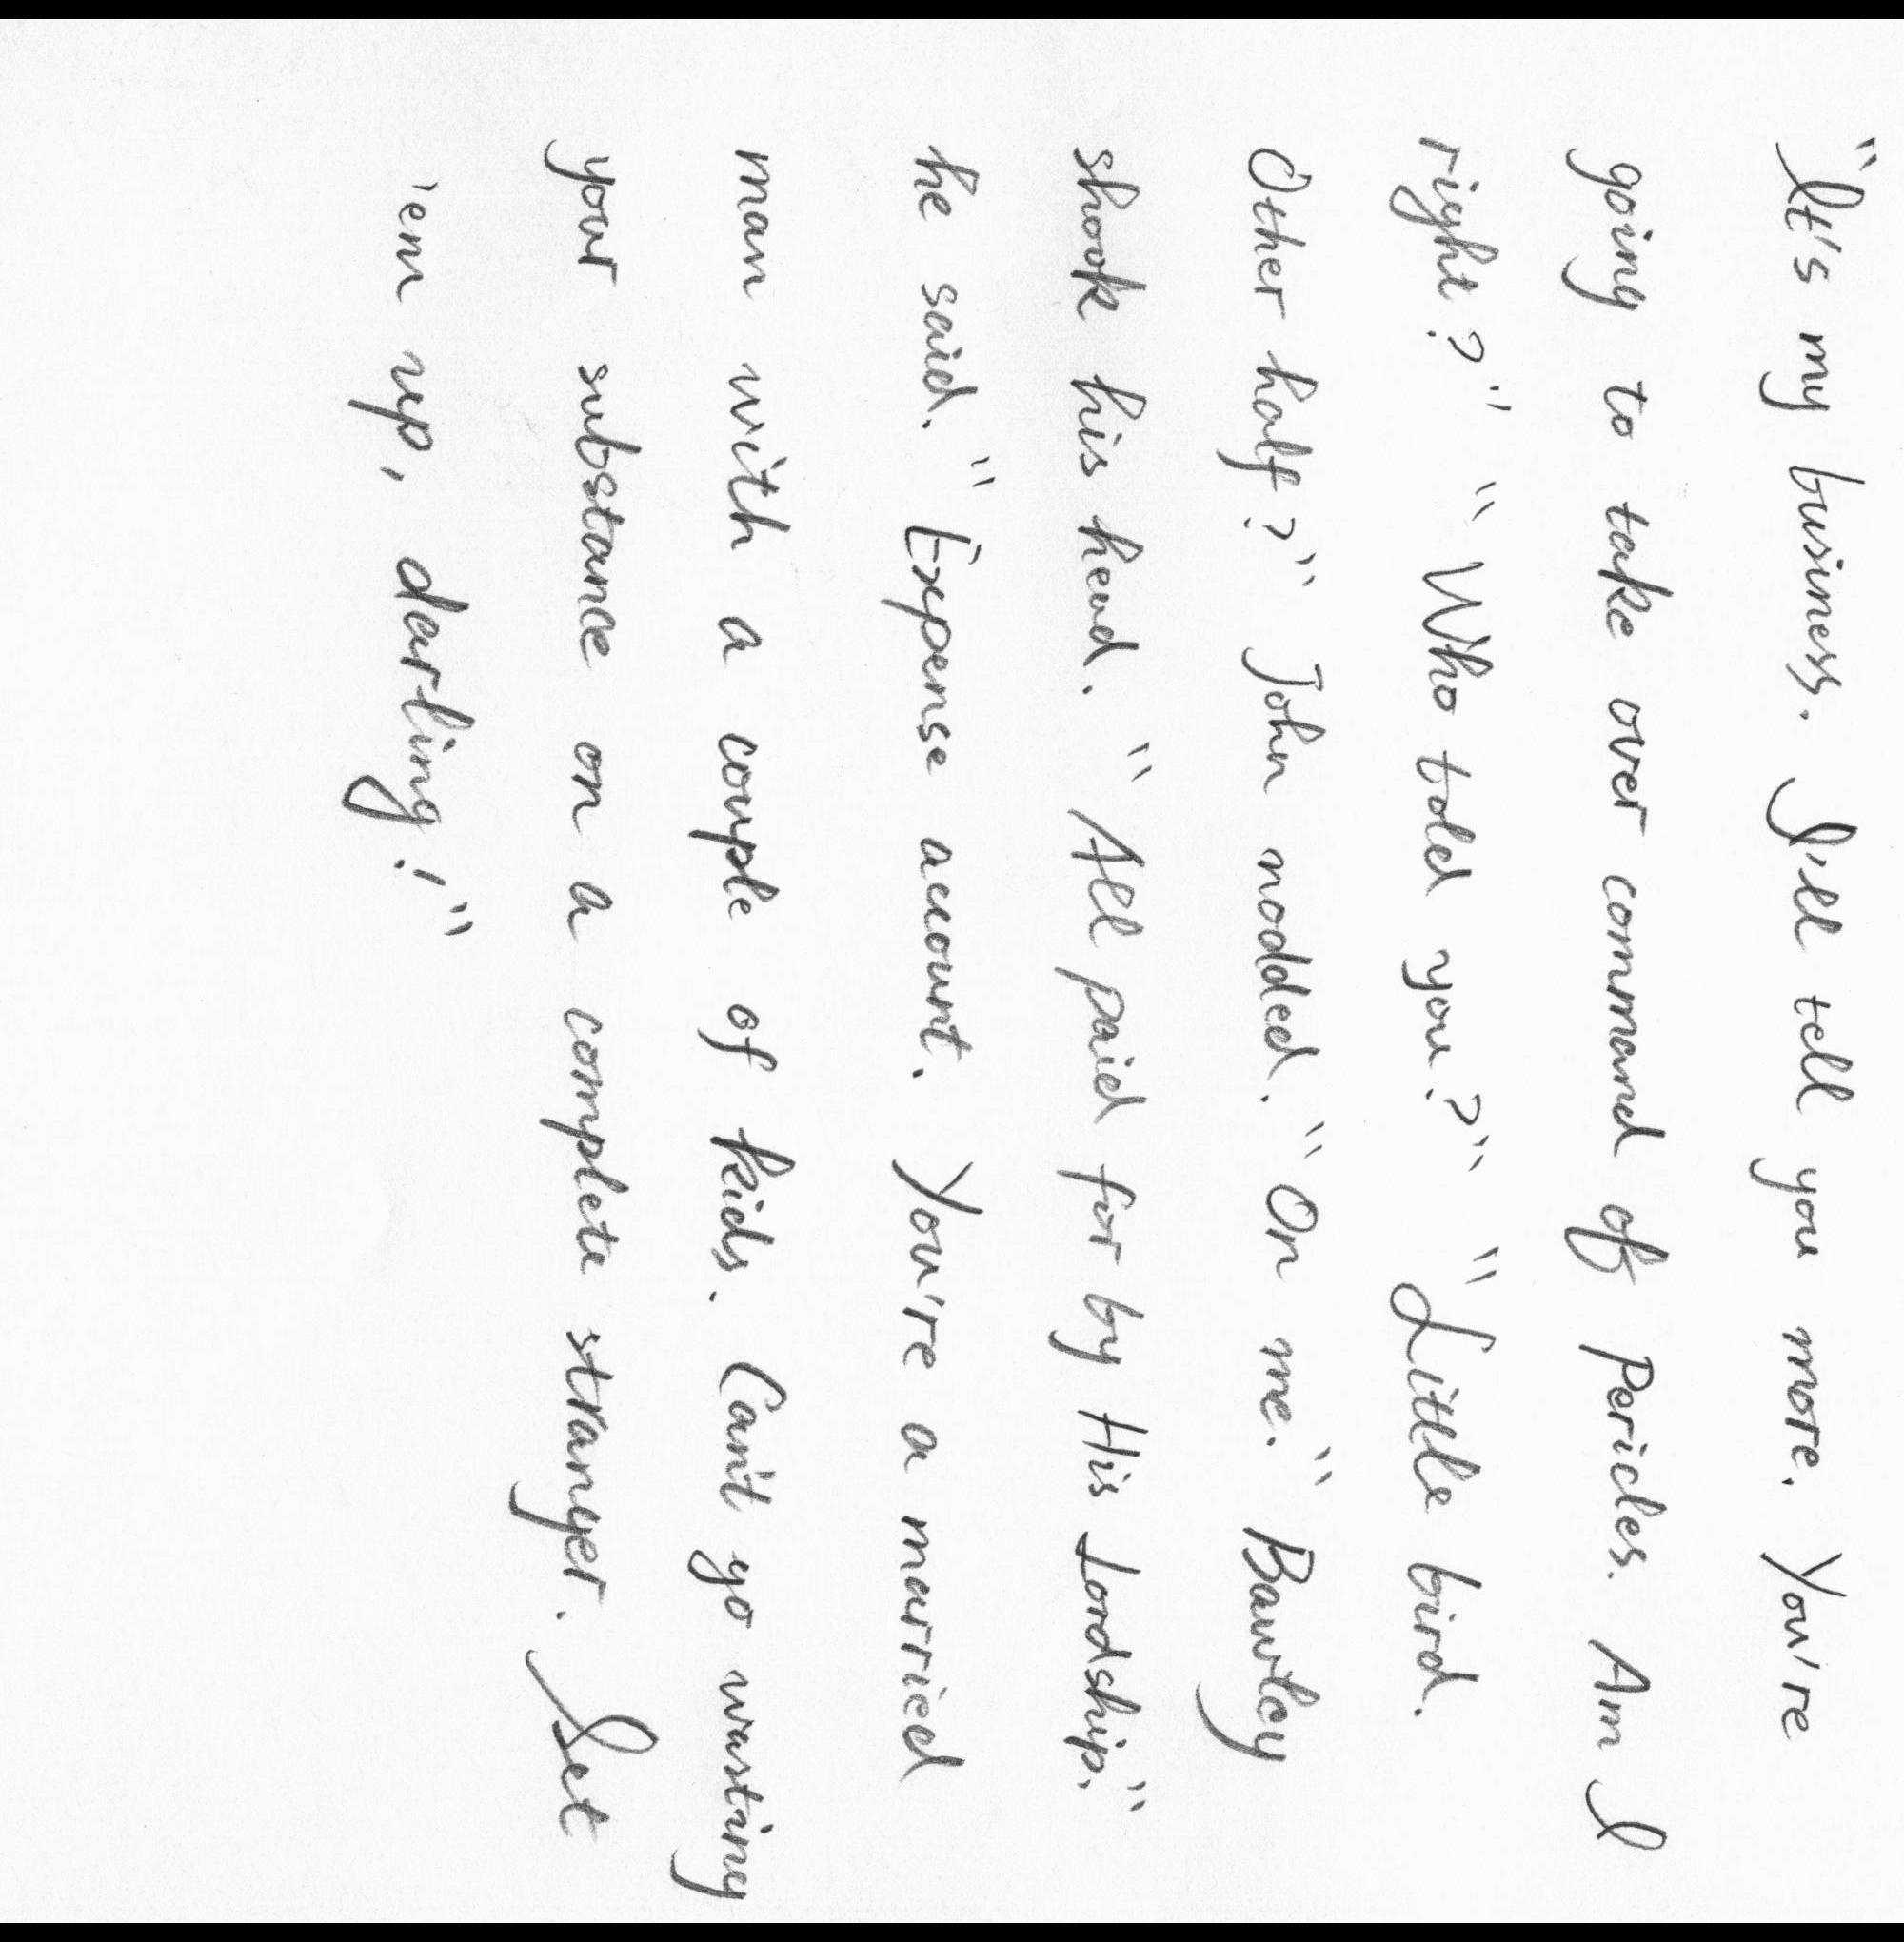 "It's my business. I'll tell you more. You're
going to take over command of Pericles. Am I
right?" "Who told you?" "Little bird.
Other half?" John nodded. "On me." Bawley
shook his head. "All paid for by His Lordship."
he said. "Expense account. You're a married
man with a couple of kids. Can't go wasting
your substance on a complete stranger. Set
'em up, darling!"